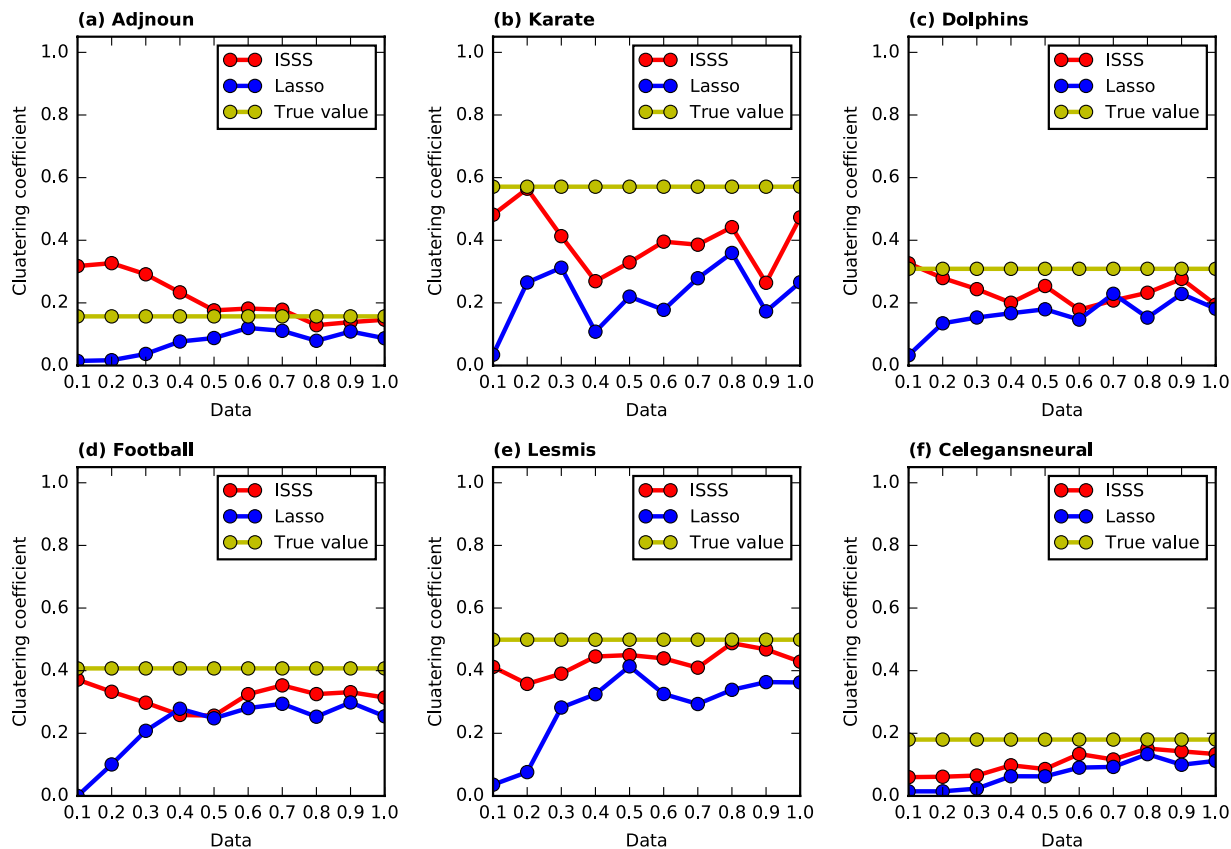 (a) Adjnoun
Cluatering coefficient
1.0
0.8
0.6
0.4
0.2
0.0
ISSS
Lasso
True value
0.1 0.2 0.3 0.4 0.5 0.6 0.7 0.8 0.9 1.0
Data
(b) Karate
Cluatering coefficient
1.0
0.8
0.6
0.4
0.2
0.0
ISSS
Lasso
True value
0.1 0.2 0.3 0.4 0.5 0.6 0.7 0.8 0.9 1.0
Data
(c) Dolphins
Cluatering coefficient
1.0
0.8
0.6
0.4
0.2
0.0
ISSS
Lasso
True value
0.1 0.2 0.3 0.4 0.5 0.6 0.7 0.8 0.9 1.0
Data
(d) Football
Cluatering coefficient
1.0
0.8
0.6
0.4
0.2
0.0
ISSS
Lasso
True value
0.1 0.2 0.3 0.4 0.5 0.6 0.7 0.8 0.9 1.0
Data
(e) Lesmis
Cluatering coefficient
1.0
0.8
0.6
0.4
0.2
0.0
ISSS
Lasso
True value
0.1 0.2 0.3 0.4 0.5 0.6 0.7 0.8 0.9 1.0
Data
(f) Celegansneural
Cluatering coefficient
1.0
0.8
0.6
0.4
0.2
0.0
ISSS
Lasso
True value
0.1 0.2 0.3 0.4 0.5 0.6 0.7 0.8 0.9 1.0
Data